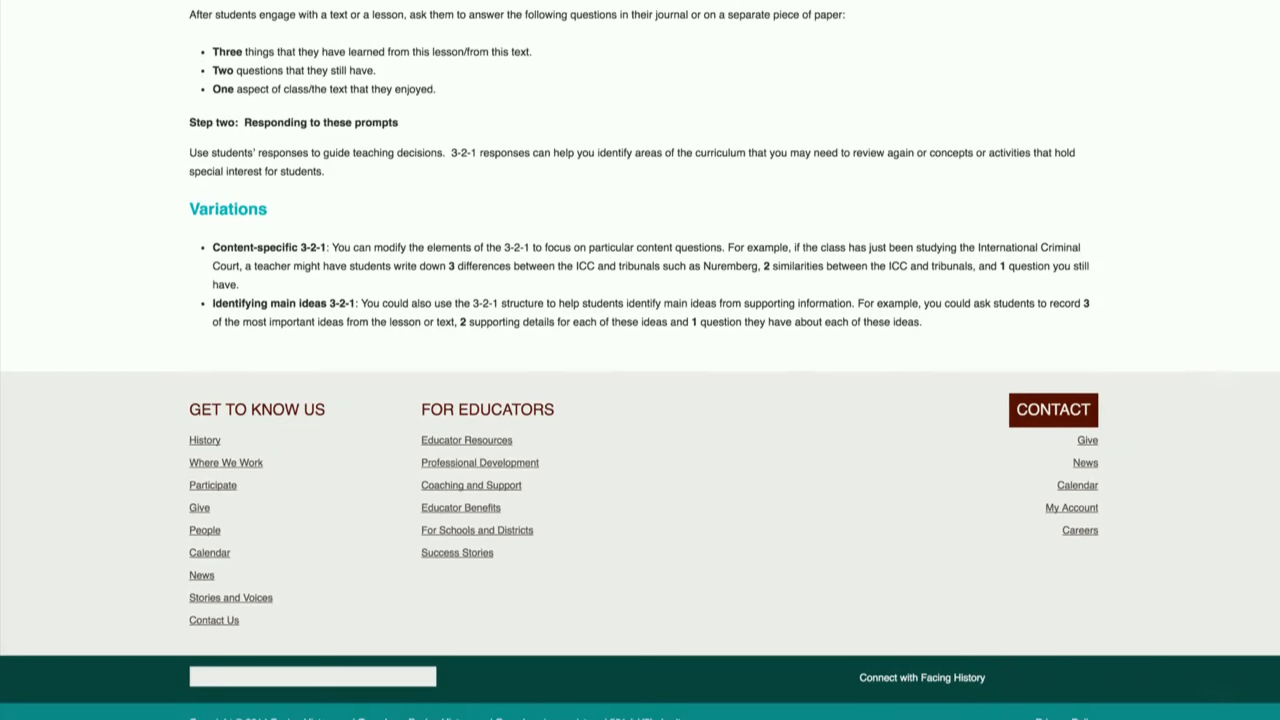 After students engage with a text or a lesson, ask them to answer the following questions in their journal or on a separate piece of paper:
• Three things that they have learned from this lesson/from this text.
• Two questions that they still have.
• One aspect of class/the text that they enjoyed.
Step two: Responding to these prompts
Use students' responses to guide teaching decisions. 3-2-1 responses can help you identify areas of the curriculum that you may need to review again or concepts or activities that hold
special interest for students.
Variations
• Content-specific 3-2-1: You can modify the elements of the 3-2-1 to focus on particular content questions. For example, if the class has just been studying the International Criminal
Court, a teacher might have students write down 3 differences between the ICC and tribunals such as Nuremberg, 2 similarities between the ICC and tribunals, and 1 question you still
have.
• Identifying main ideas 3-2-1: You could also use the 3-2-1 structure to help students identify main ideas from supporting information. For example, you could ask students to record 3
of the most important ideas from the lesson or text, 2 supporting details for each of these ideas and 1 question they have about each of these ideas.
GET TO KNOW US
History
Where We Work
Participate
Give
People
Calendar
News
Stories and Voices
Contact Us
FOR EDUCATORS
Educator Resources
Professional Development
Coaching and Support
Educator Benefits
For Schools and Districts
Success Stories
CONTACT
Give
News
Calendar
My Account
Careers
Connect with Facing History